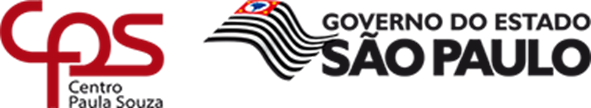 cps
Centro
Paula Souza
GOVERNO DO ESTADO
SÃO PAULO